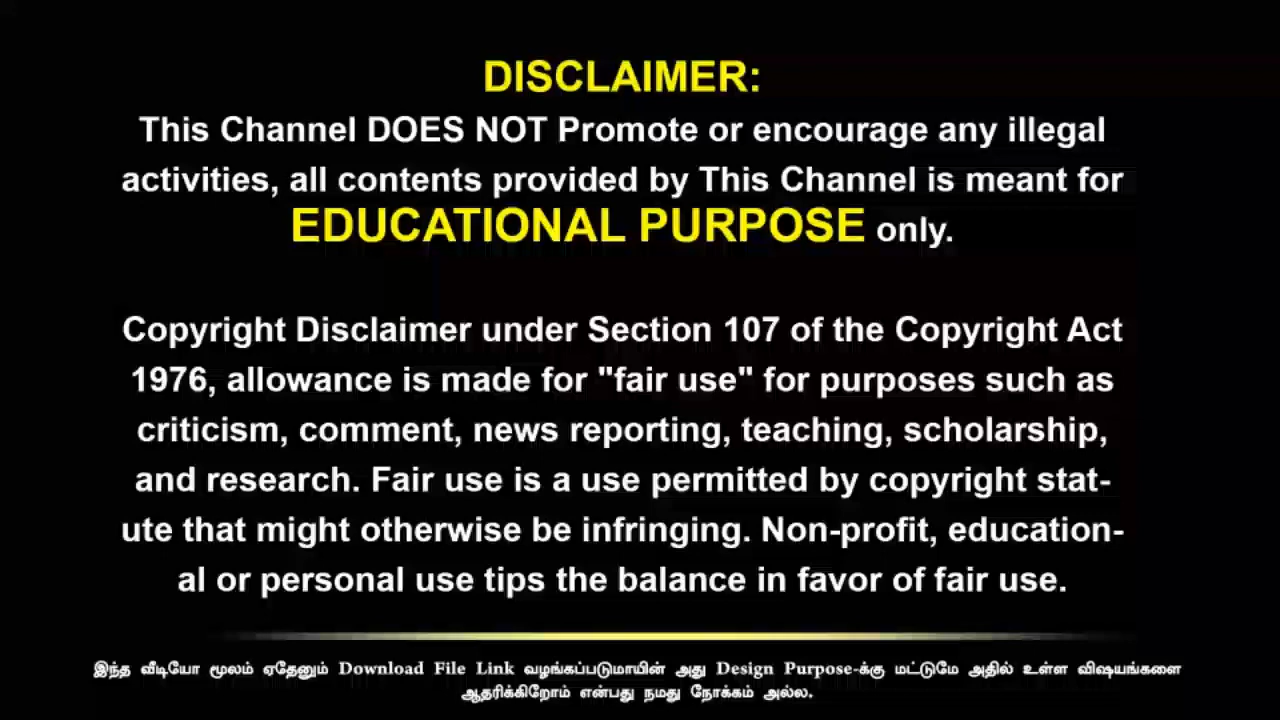 DISCLAIMER:
This Channel DOES NOT Promote or encourage any illegal
activities, all contents provided by This Channel is meant for
EDUCATIONAL PURPOSE only.
Copyright Disclaimer under Section 107 of the Copyright Act
1976, allowance is made for "fair use" for purposes such as
criticism, comment, news reporting, teaching, scholarship,
and research. Fair use is a use permitted by copyright stat-
ute that might otherwise be infringing. Non-profit, education-
al or personal use tips the balance in favor of fair use.
இந்த வீடியோ மூலம் ஏதேனும் Download File Link வழங்கப்படுமாயின் அது Design Purpose-க்கு மட்டுமே அதில் உள்ள விஷயங்களை
ஆதரிக்கிறோம் என்பது நமது நோக்கம் அல்ல.